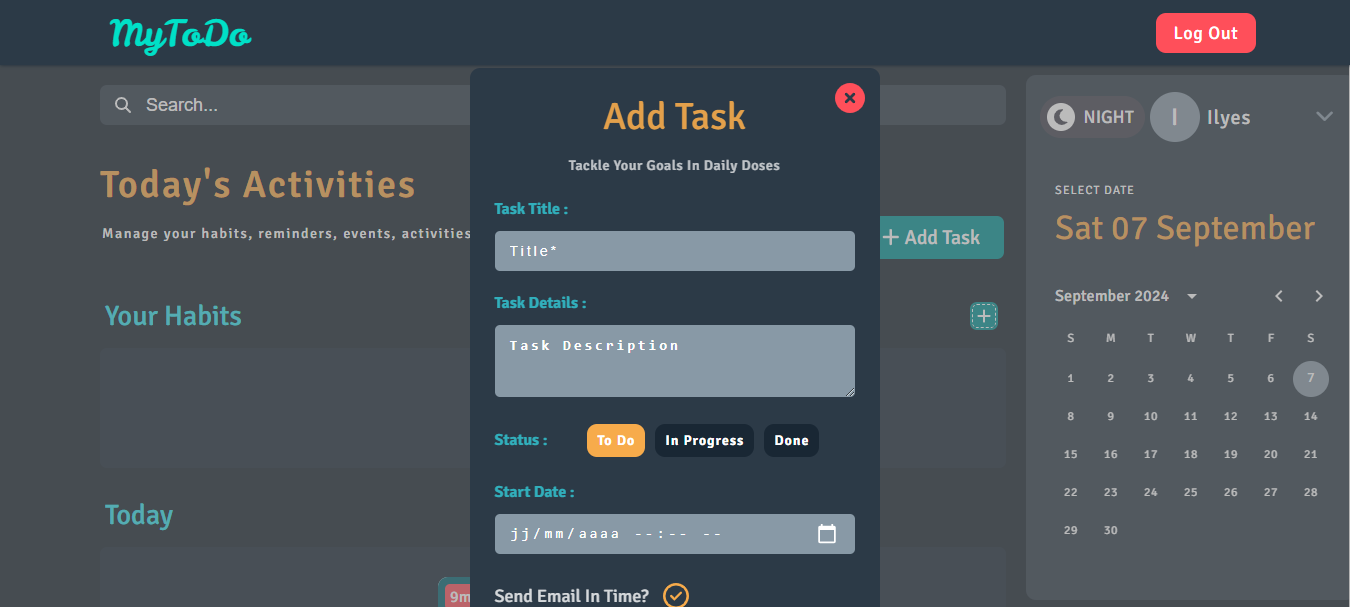 MyToDo
Log Out
Search...
Today's Activities
Manage your habits, reminders, events, activities
+ Add Task
Your Habits
Today
9m
Add Task
Tackle Your Goals In Daily Doses
Task Title :
Title*
Task Details :
Task Description
Status :
To Do
In Progress
Done
Start Date :
jj/mm/aaaa --:-- --
Send Email In Time?
NIGHT
I
Ilyes
SELECT DATE
Sat 07 September
September 2024
S M T W T F S
1 2 3 4 5 6 7
8 9 10 11 12 13 14
15 16 17 18 19 20 21
22 23 24 25 26 27 28
29 30